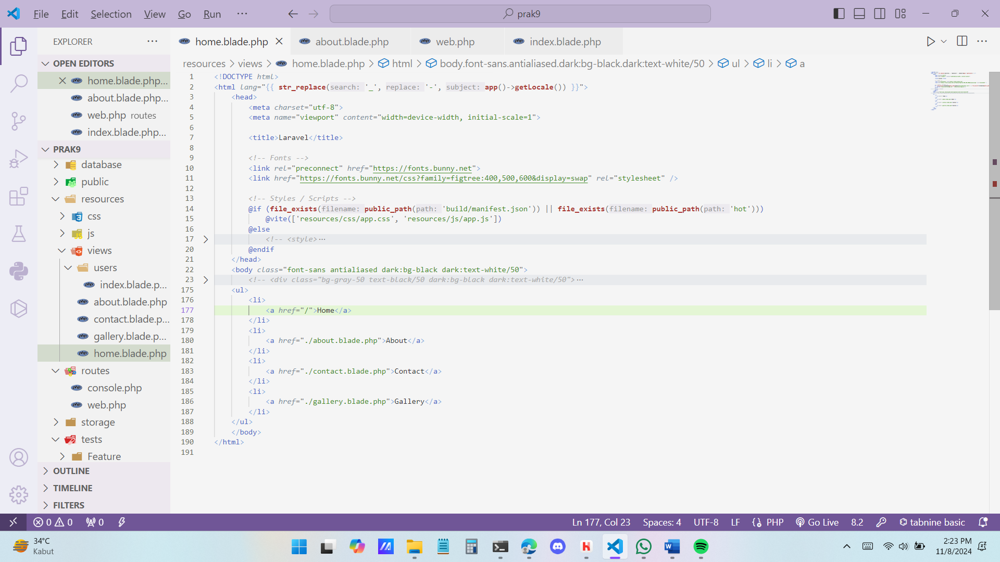 File Edit Selection View Go Run ···
prak9
EXPLORER ···
OPEN EDITORS
home.blade.php...
about.blade.php...
web.php routes
index.blade.php...
PRAK9
database
public
resources
css
js
views
users
index.blade.p...
about.blade.php
contact.blade.p...
gallery.blade.p...
home.blade.php
routes
console.php
web.php
storage
tests
Feature
OUTLINE
TIMELINE
FILTERS
home.blade.php about.blade.php web.php index.blade.php
resources > views > home.blade.php > html > body.font-sans.antialiased.dark:bg-black.dark:text-white/50 > ul > li > a
1 <!DOCTYPE html>
2 <html lang="{{ str_replace(search: '_', replace: '-', subject: app()->getLocale()) }}">
3 <head>
4 <meta charset="utf-8">
5 <meta name="viewport" content="width=device-width, initial-scale=1">
6
7 <title>Laravel</title>
8
9 <!-- Fonts -->
10 <link rel="preconnect" href="https://fonts.bunny.net">
11 <link href="https://fonts.bunny.net/css?family=figtree:400,500,600&display=swap" rel="stylesheet" />
12
13 <!-- Styles / Scripts -->
14 @if (file_exists(filename: public_path(path: 'build/manifest.json')) || file_exists(filename: public_path(path: 'hot')))
15 @vite(['resources/css/app.css', 'resources/js/app.js'])
16 @else
17 <!-- <style>···
20 @endif
21 </head>
22 <body class="font-sans antialiased dark:bg-black dark:text-white/50">
23 <!-- <div class="bg-gray-50 text-black/50 dark:bg-black dark:text-white/50">···
175 <ul>
176 <li>
177 <a href="/">Home</a>
178 </li>
179 <li>
180 <a href="./about.blade.php">About</a>
181 </li>
182 <li>
183 <a href="./contact.blade.php">Contact</a>
184 </li>
185 <li>
186 <a href="./gallery.blade.php">Gallery</a>
187 </li>
188 </ul>
189 </body>
190 </html>
191
0 0 0 Ln 177, Col 23 Spaces: 4 UTF-8 LF PHP Go Live 8.2 tabnine basic
34°C
Kabut
2:23 PM
11/8/2024